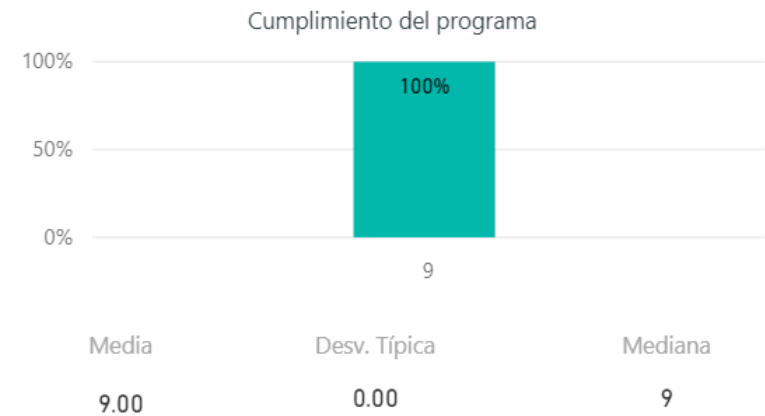 Cumplimiento del programa
100%
100%
50%
0%
9
Media Desv. Típica Mediana
9.00 0.00 9